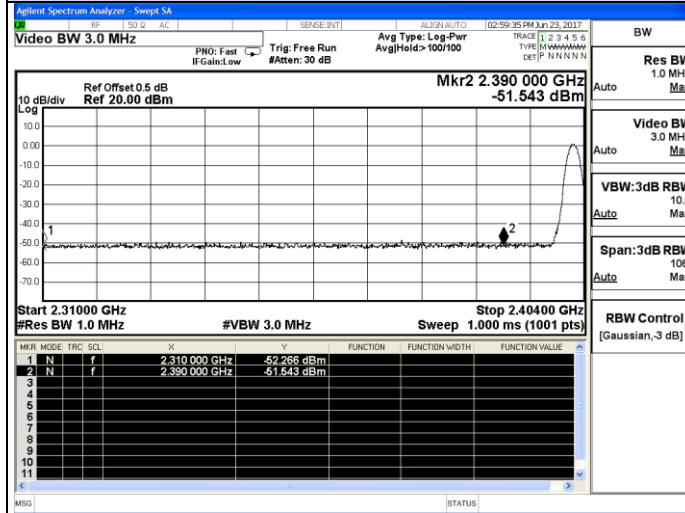 Agilent Spectrum Analyzer - Swept SA
RF 50 Ω AC SENSE:INT ALIGN AUTO 02:59:35 PM Jun 23, 2017
Video BW 3.0 MHz
PNO: Fast
IFGain:Low
Trig: Free Run
#Atten: 30 dB
Avg Type: Log-Pwr
Avg|Hold:> 100/100
TRACE 1 2 3 4 5 6
TYPE M WWWWW
DET P N N N N N
Mkr2 2.390 000 GHz
-51.543 dBm
Ref Offset 0.5 dB
10 dB/div Ref 20.00 dBm
Log
10.0
0.00
-10.0
-20.0
-30.0
-40.0
-50.0
-60.0
-70.0
1
2
Start 2.31000 GHz Stop 2.40400 GHz
#Res BW 1.0 MHz #VBW 3.0 MHz Sweep 1.000 ms (1001 pts)
MKR MODE TRC SCL X Y FUNCTION FUNCTION WIDTH FUNCTION VALUE
1 N f 2.310 000 GHz -52.266 dBm
2 N f 2.390 000 GHz -51.543 dBm
3
4
5
6
7
8
9
10
11
MSG STATUS
BW
Res BW
1.0 MH
Auto Ma
Video BW
3.0 MH
Auto Ma
VBW:3dB RBW
10.
Auto Ma
Span:3dB RBW
106
Auto Ma
RBW Control
[Gaussian,-3 dB]